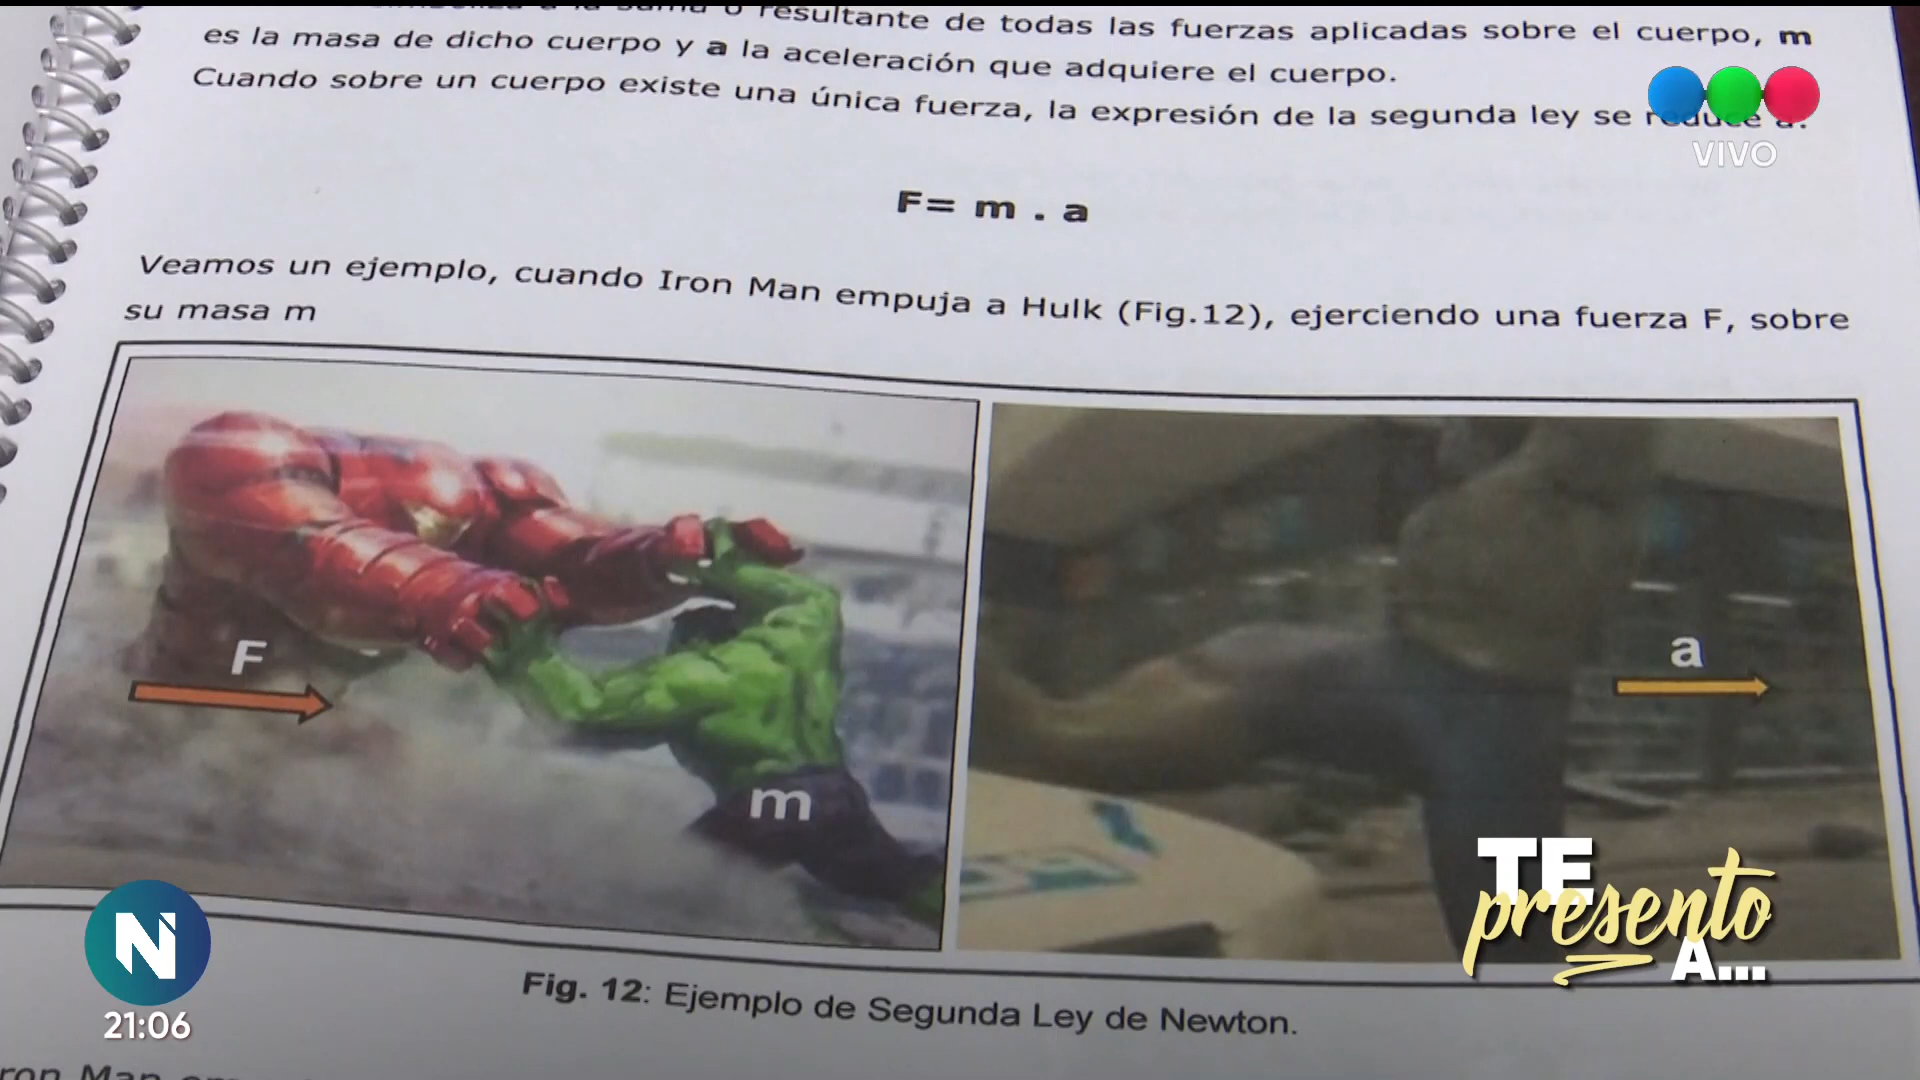 resultante de todas las fuerzas aplicadas sobre el cuerpo, m
es la masa de dicho cuerpo y a la aceleración que adquiere el cuerpo.
Cuando sobre un cuerpo existe una única fuerza, la expresión de la segunda ley se reduce a:
VIVO
F= m . a
Veamos un ejemplo, cuando Iron Man empuja a Hulk (Fig.12), ejerciendo una fuerza F, sobre
su masa m
F
m
a
TE
presento
A...
Fig. 12: Ejemplo de Segunda Ley de Newton.
N
21:06
Iron Man